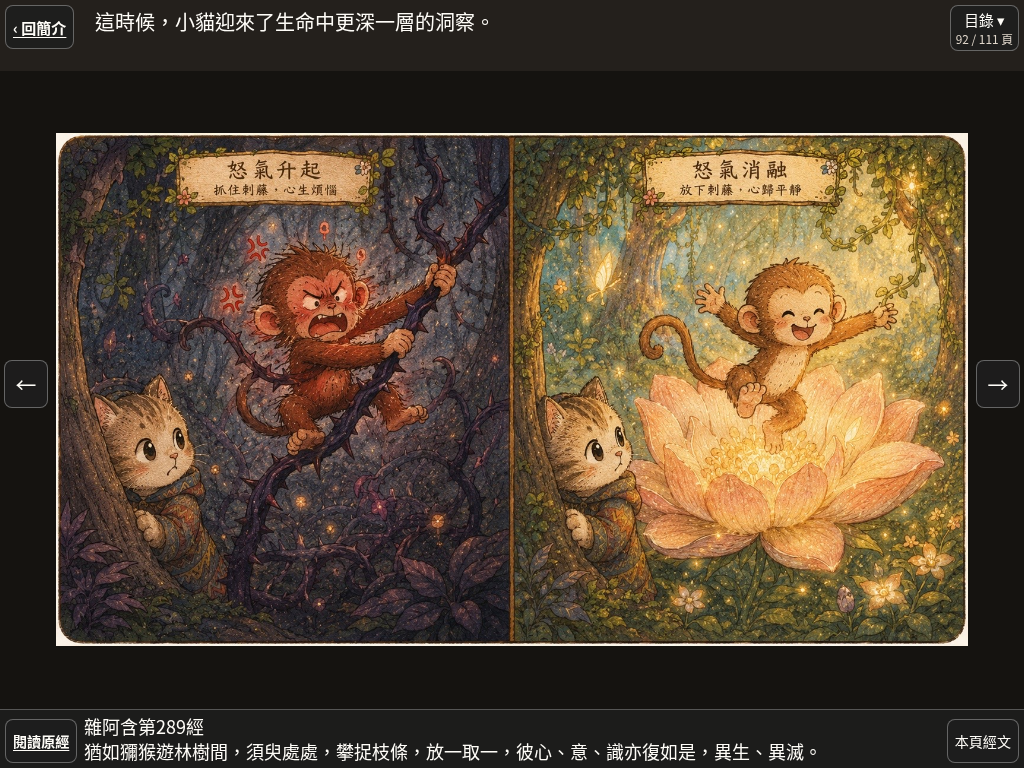 ‹ 回簡介
這時候，小貓迎來了生命中更深一層的洞察。
目錄 ▾
92 / 111 頁
怒氣升起
抓住刺藤，心生煩惱
怒氣消融
放下刺藤，心歸平靜
←
→
閱讀原經
雜阿含第289經
猶如獼猴遊林樹間，須臾處處，攀捉枝條，放一取一，彼心、意、識亦復如是，異生、異滅。
本頁經文